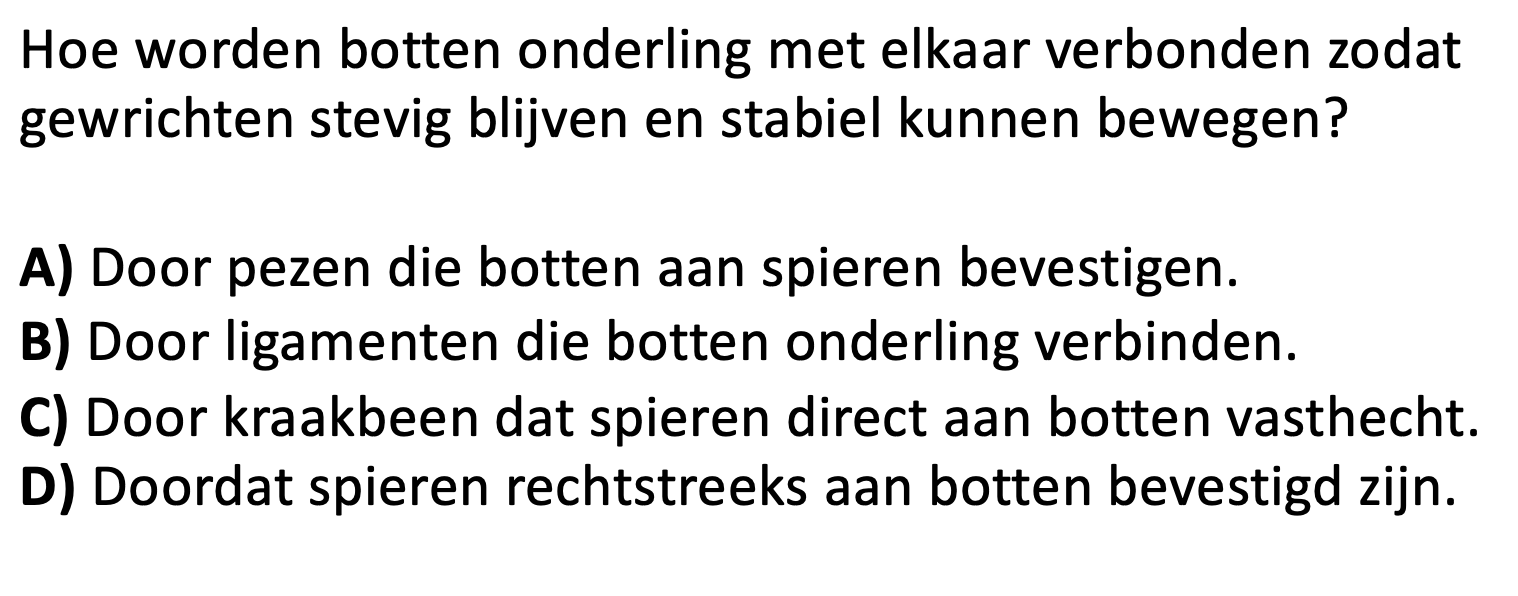 Hoe worden botten onderling met elkaar verbonden zodat
gewrichten stevig blijven en stabiel kunnen bewegen?
A) Door pezen die botten aan spieren bevestigen.
B) Door ligamenten die botten onderling verbinden.
C) Door kraakbeen dat spieren direct aan botten vasthecht.
D) Doordat spieren rechtstreeks aan botten bevestigd zijn.